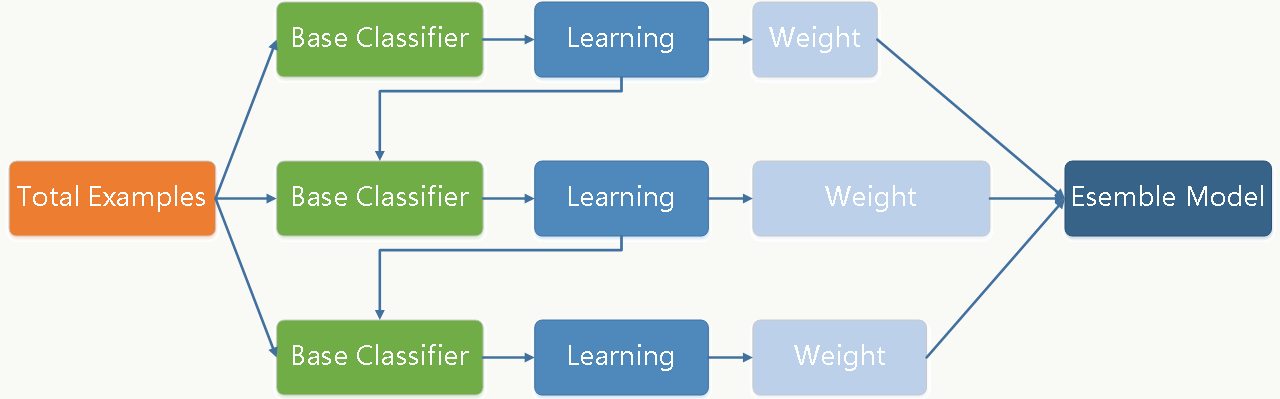 Base Classifier
Learning
Weight
Total Examples
Base Classifier
Learning
Weight
Esemble Model
Base Classifier
Learning
Weight